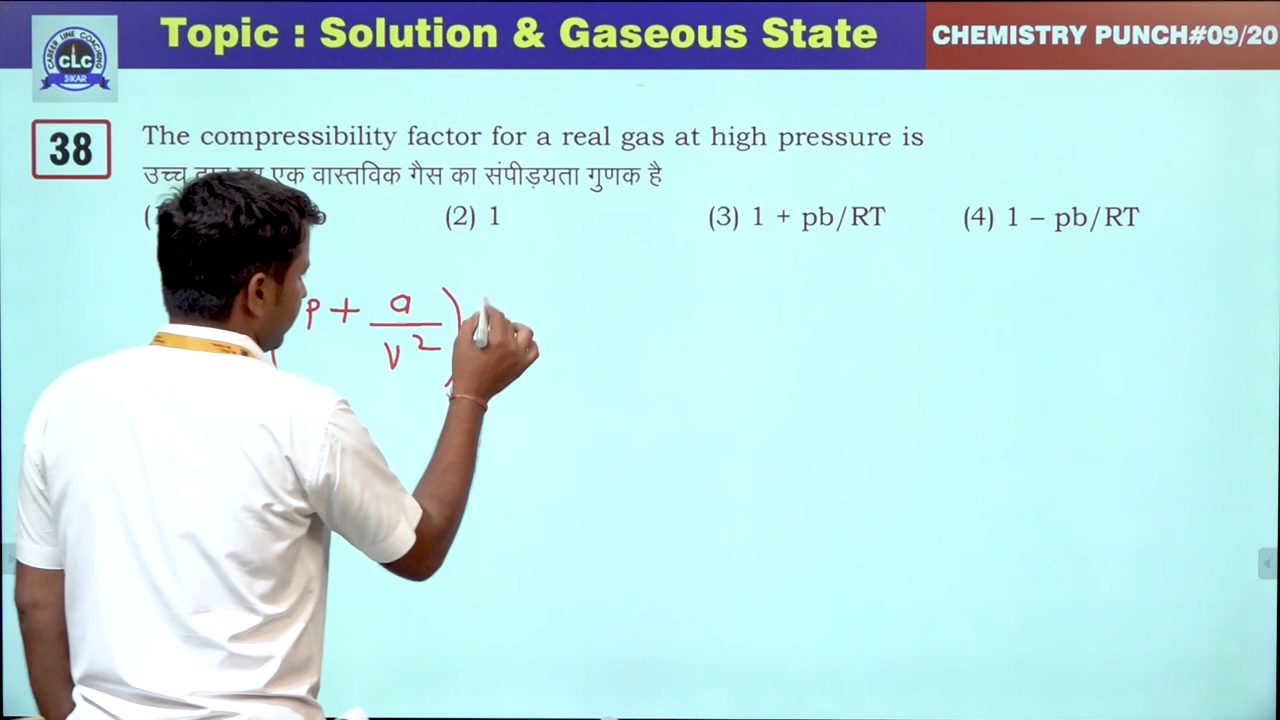 Topic : Solution & Gaseous State
CHEMISTRY PUNCH#09/20
CAREER LINE COACHING
CLC
SIKAR
38
The compressibility factor for a real gas at high pressure is
उच्च एक वास्तविक गैस का संपीड़यता गुणक है
(2) 1
(3) 1 + pb/RT
(4) 1 – pb/RT
P + a
V²